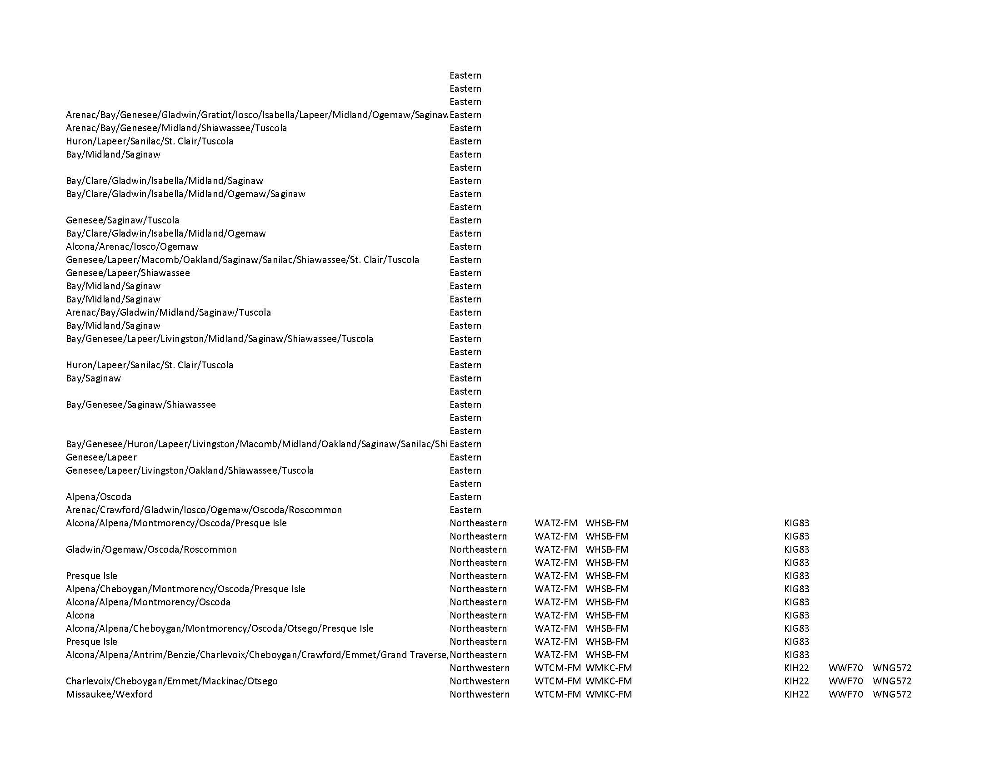 Eastern
Eastern
Eastern
Arenac/Bay/Genesee/Gladwin/Gratiot/Iosco/Isabella/Lapeer/Midland/Ogemaw/Saginaw Eastern
Arenac/Bay/Genesee/Midland/Shiawassee/Tuscola Eastern
Huron/Lapeer/Sanilac/St. Clair/Tuscola Eastern
Bay/Midland/Saginaw Eastern
Eastern
Bay/Clare/Gladwin/Isabella/Midland/Saginaw Eastern
Bay/Clare/Gladwin/Isabella/Midland/Ogemaw/Saginaw Eastern
Eastern
Genesee/Saginaw/Tuscola Eastern
Bay/Clare/Gladwin/Isabella/Midland/Ogemaw Eastern
Alcona/Arenac/Iosco/Ogemaw Eastern
Genesee/Lapeer/Macomb/Oakland/Saginaw/Sanilac/Shiawassee/St. Clair/Tuscola Eastern
Genesee/Lapeer/Shiawassee Eastern
Bay/Midland/Saginaw Eastern
Bay/Midland/Saginaw Eastern
Arenac/Bay/Gladwin/Midland/Saginaw/Tuscola Eastern
Bay/Midland/Saginaw Eastern
Bay/Genesee/Lapeer/Livingston/Midland/Saginaw/Shiawassee/Tuscola Eastern
Eastern
Huron/Lapeer/Sanilac/St. Clair/Tuscola Eastern
Bay/Saginaw Eastern
Eastern
Bay/Genesee/Saginaw/Shiawassee Eastern
Eastern
Eastern
Bay/Genesee/Huron/Lapeer/Livingston/Macomb/Midland/Oakland/Saginaw/Sanilac/Shi Eastern
Genesee/Lapeer Eastern
Genesee/Lapeer/Livingston/Oakland/Shiawassee/Tuscola Eastern
Eastern
Alpena/Oscoda Eastern
Arenac/Crawford/Gladwin/Iosco/Ogemaw/Oscoda/Roscommon Eastern
Alcona/Alpena/Montmorency/Oscoda/Presque Isle Northeastern WATZ-FM WHSB-FM KIG83
Northeastern WATZ-FM WHSB-FM KIG83
Gladwin/Ogemaw/Oscoda/Roscommon Northeastern WATZ-FM WHSB-FM KIG83
Northeastern WATZ-FM WHSB-FM KIG83
Presque Isle Northeastern WATZ-FM WHSB-FM KIG83
Alpena/Cheboygan/Montmorency/Oscoda/Presque Isle Northeastern WATZ-FM WHSB-FM KIG83
Alcona/Alpena/Montmorency/Oscoda Northeastern WATZ-FM WHSB-FM KIG83
Alcona Northeastern WATZ-FM WHSB-FM KIG83
Alcona/Alpena/Cheboygan/Montmorency/Oscoda/Otsego/Presque Isle Northeastern WATZ-FM WHSB-FM KIG83
Presque Isle Northeastern WATZ-FM WHSB-FM KIG83
Alcona/Alpena/Antrim/Benzie/Charlevoix/Cheboygan/Crawford/Emmet/Grand Traverse/ Northeastern WATZ-FM WHSB-FM KIG83
Northwestern WTCM-FM WMKC-FM KIH22 WWF70 WNG572
Charlevoix/Cheboygan/Emmet/Mackinac/Otsego Northwestern WTCM-FM WMKC-FM KIH22 WWF70 WNG572
Missaukee/Wexford Northwestern WTCM-FM WMKC-FM KIH22 WWF70 WNG572